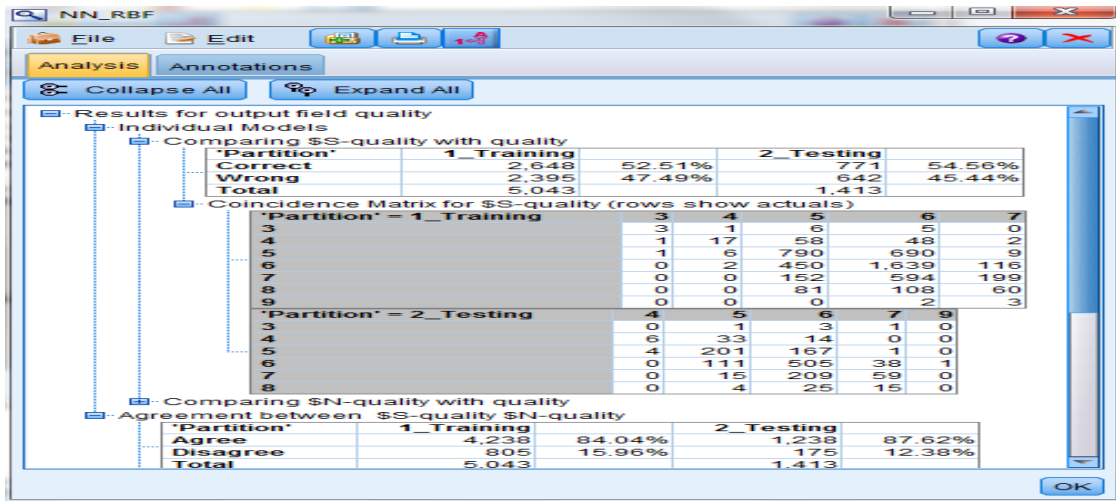 NN_RBF
File Edit
Analysis Annotations
Collapse All Expand All
Results for output field quality
Individual Models
Comparing $S-quality with quality
'Partition' 1_Training 2_Testing
Correct 2,648 52.51% 771 54.56%
Wrong 2,395 47.49% 642 45.44%
Total 5,043 1,413
Coincidence Matrix for $S-quality (rows show actuals)
'Partition' = 1_Training 3 4 5 6 7
3 3 1 6 5 0
4 1 17 58 48 2
5 1 6 790 690 9
6 0 2 450 1,639 116
7 0 0 152 594 199
8 0 0 81 108 60
9 0 0 0 2 3
'Partition' = 2_Testing 4 5 6 7 9
3 0 1 3 1 0
4 6 33 14 0 0
5 4 201 167 1 0
6 0 111 505 38 1
7 0 15 209 59 0
8 0 4 25 15 0
Comparing $N-quality with quality
Agreement between $S-quality $N-quality
'Partition' 1_Training 2_Testing
Agree 4,238 84.04% 1,238 87.62%
Disagree 805 15.96% 175 12.38%
Total 5,043 1,413
OK